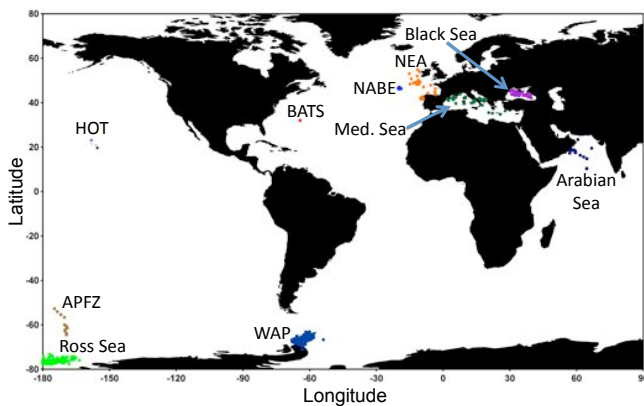 80
60
40
20
0
-20
-40
-60
-80
Latitude
Black Sea
NEA
NABE
BATS
Med. Sea
HOT
Arabian
Sea
APFZ
Ross Sea
WAP
-180
-150
-120
-90
-60
-30
0
30
60
90
Longitude